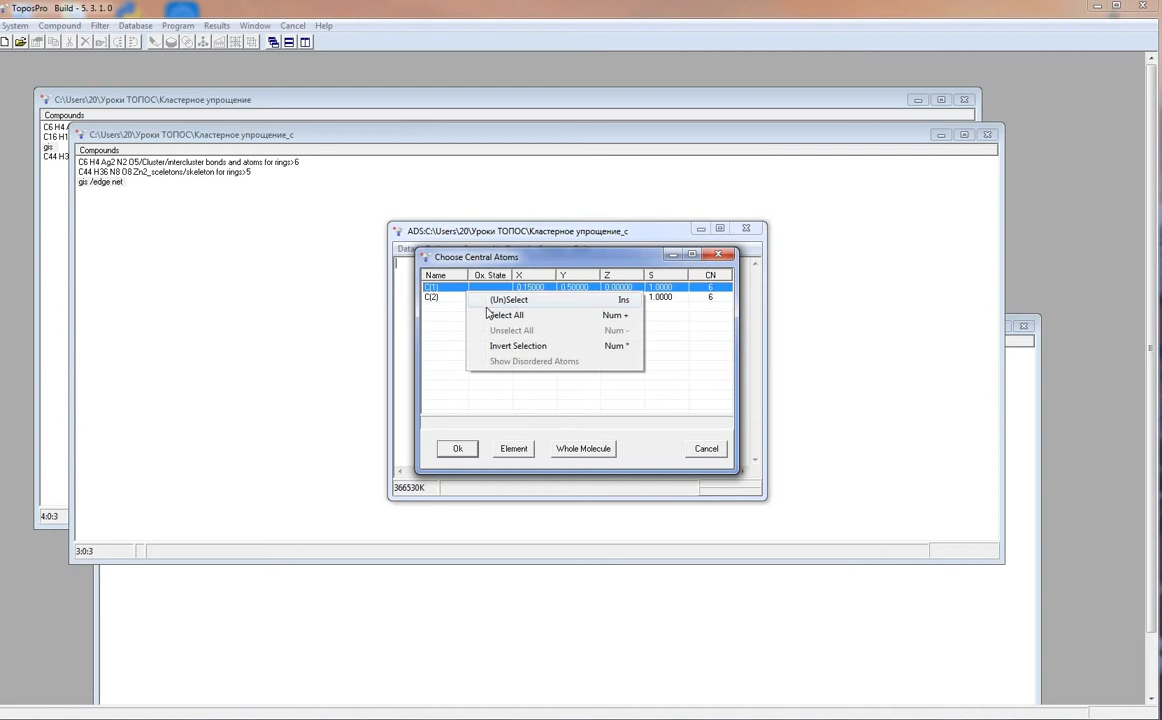 ToposPro Build - 5. 3. 1. 0
System Compound Filter Database Program Results Window Cancel Help
C:\Users\20\Уроки ТОПОС\Кластерное упрощение
Compounds
C6 H4 A
C16 H1
gis
C44 H3
4:0:3
C:\Users\20\Уроки ТОПОС\Кластерное упрощение_c
Compounds
C6 H4 Ag2 N2 O5/Cluster/intercluster bonds and atoms for rings>6
C44 H36 N8 O8 Zn2_sceletons/skeleton for rings>5
gis /edge net
3:0:3
ADS:C:\Users\20\Уроки ТОПОС\Кластерное упрощение_c
Data
Choose Central Atoms
Name Ox. State X Y Z S CN
C(1) 0.15000 0.50000 0.00000 1.0000 6
C(2) 1.0000 6
(Un)Select Ins
Select All Num +
Unselect All Num -
Invert Selection Num *
Show Disordered Atoms
Ok Element Whole Molecule Cancel
366530K